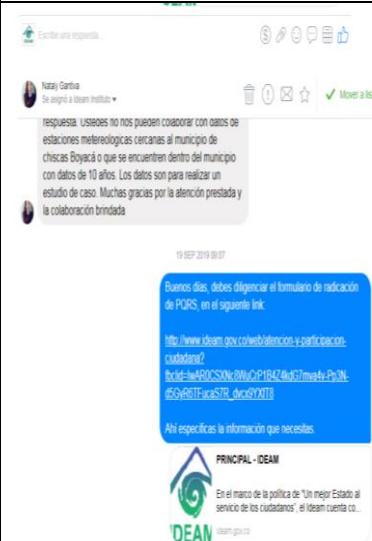 IDEAM
Escribe una respuesta...
Nataly Gantiva
Se asignó a Ideam Instituto
Mover a lis
respuesta. Ustedes no nos pueden colaborar con datos de
estaciones metereologicas cercanas al municipio de
chiscas Boyacá o que se encuentren dentro del municipio
con datos de 10 años. Los datos son para realizar un
estudio de caso. Muchas gracias por la atención prestada y
la colaboración brindada
19 SEP 2019 09:07
Buenos días, debes diligenciar el formulario de radicación
de PQRS, en el siguiente link:
http://www.ideam.gov.co/web/atencion-y-participacion-
ciudadana?
Ahí especificas la información que necesitas.
PRINCIPAL - IDEAM
En el marco de la política de "Un mejor Estado al
servicio de los ciudadanos", el Ideam cuenta co...
IDEAM
ideam.gov.co